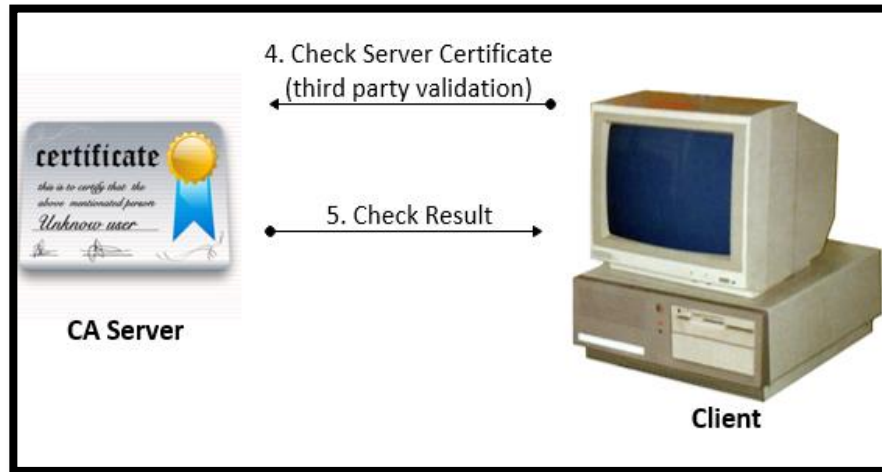 4. Check Server Certificate
(third party validation)
certificate
this is to certify that the
above mentionated person
Unknow user
5. Check Result
CA Server
Client